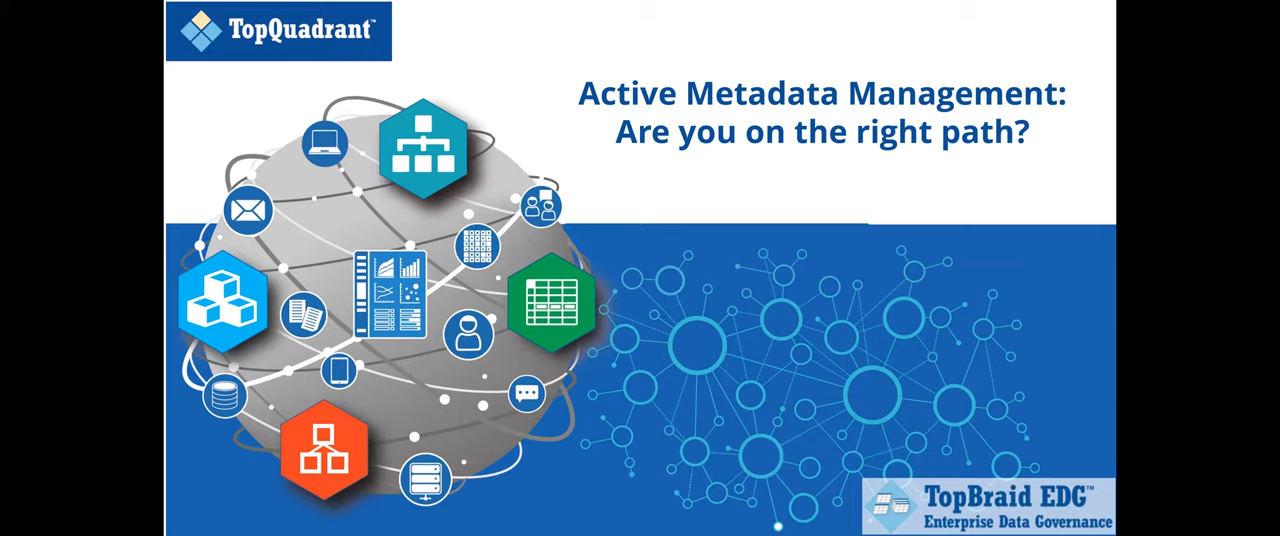 TopQuadrant™
Active Metadata Management:
Are you on the right path?
TopBraid EDG™
Enterprise Data Governance